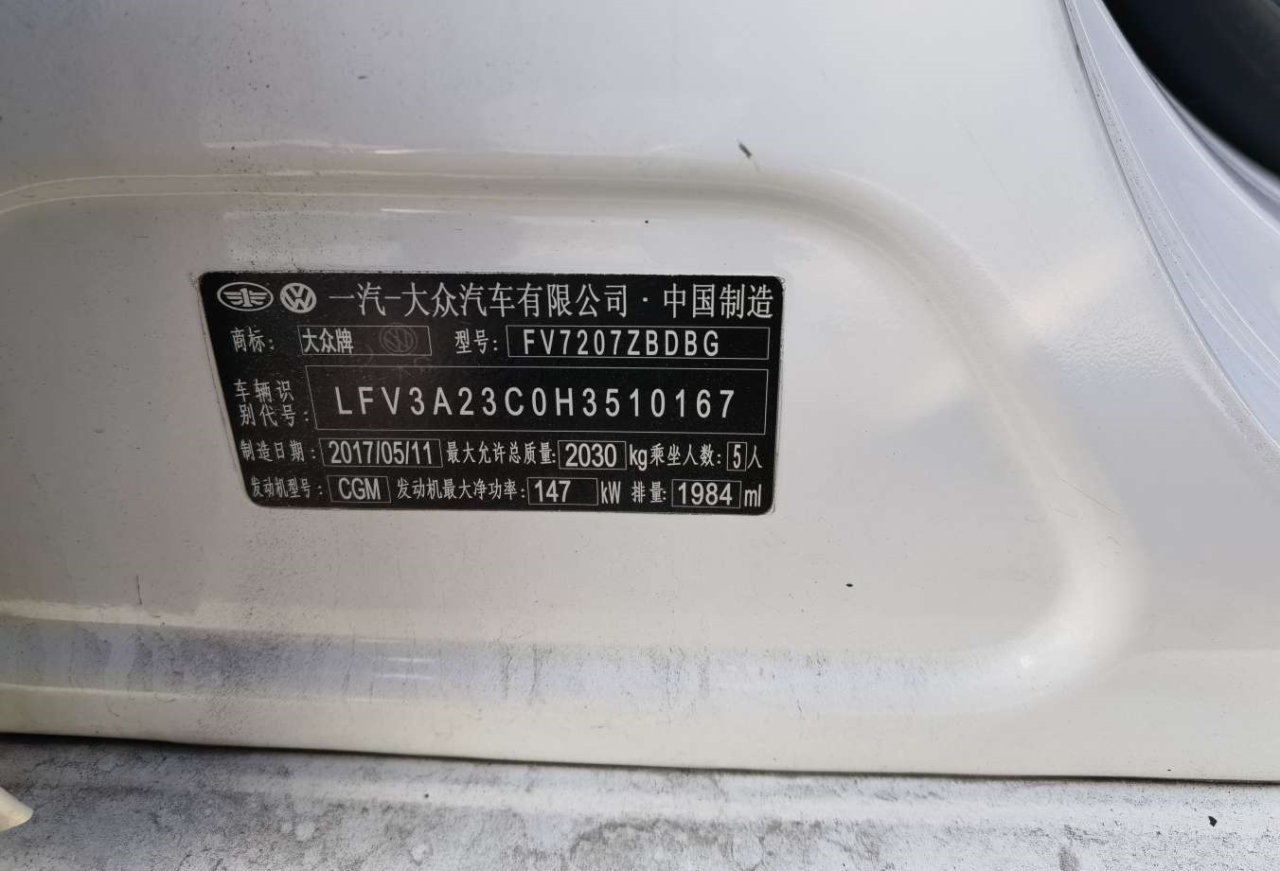 一汽-大众汽车有限公司·中国制造
商标: 大众牌 型号: FV7207ZBDBG
车辆识别代号: LFV3A23C0H3510167
制造日期: 2017/05/11 最大允许总质量: 2030 kg 乘坐人数: 5 人
发动机型号: CGM 发动机最大净功率: 147 kW 排量: 1984 ml